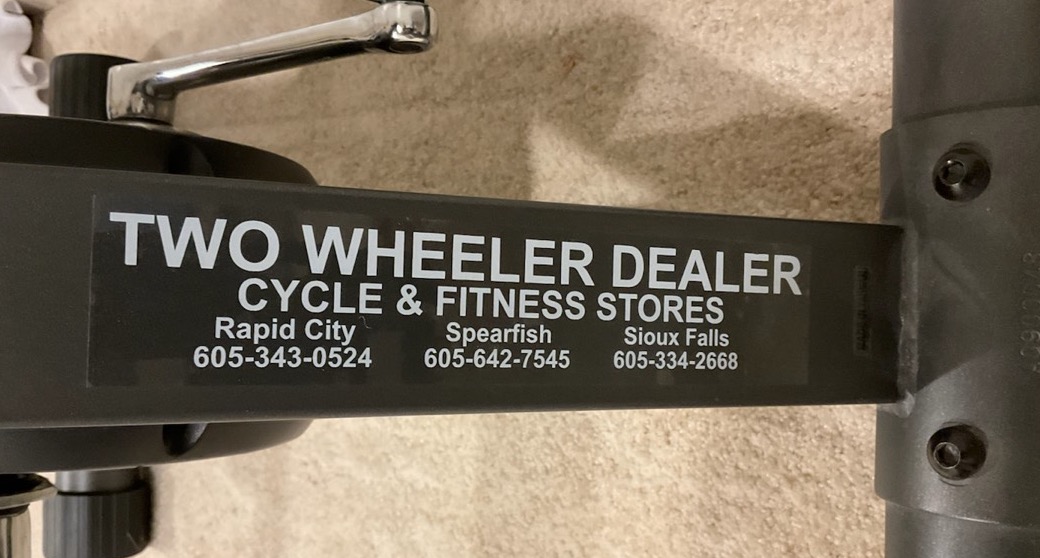 TWO WHEELER DEALER
CYCLE & FITNESS STORES
Rapid City Spearfish Sioux Falls
605-343-0524 605-642-7545 605-334-2668